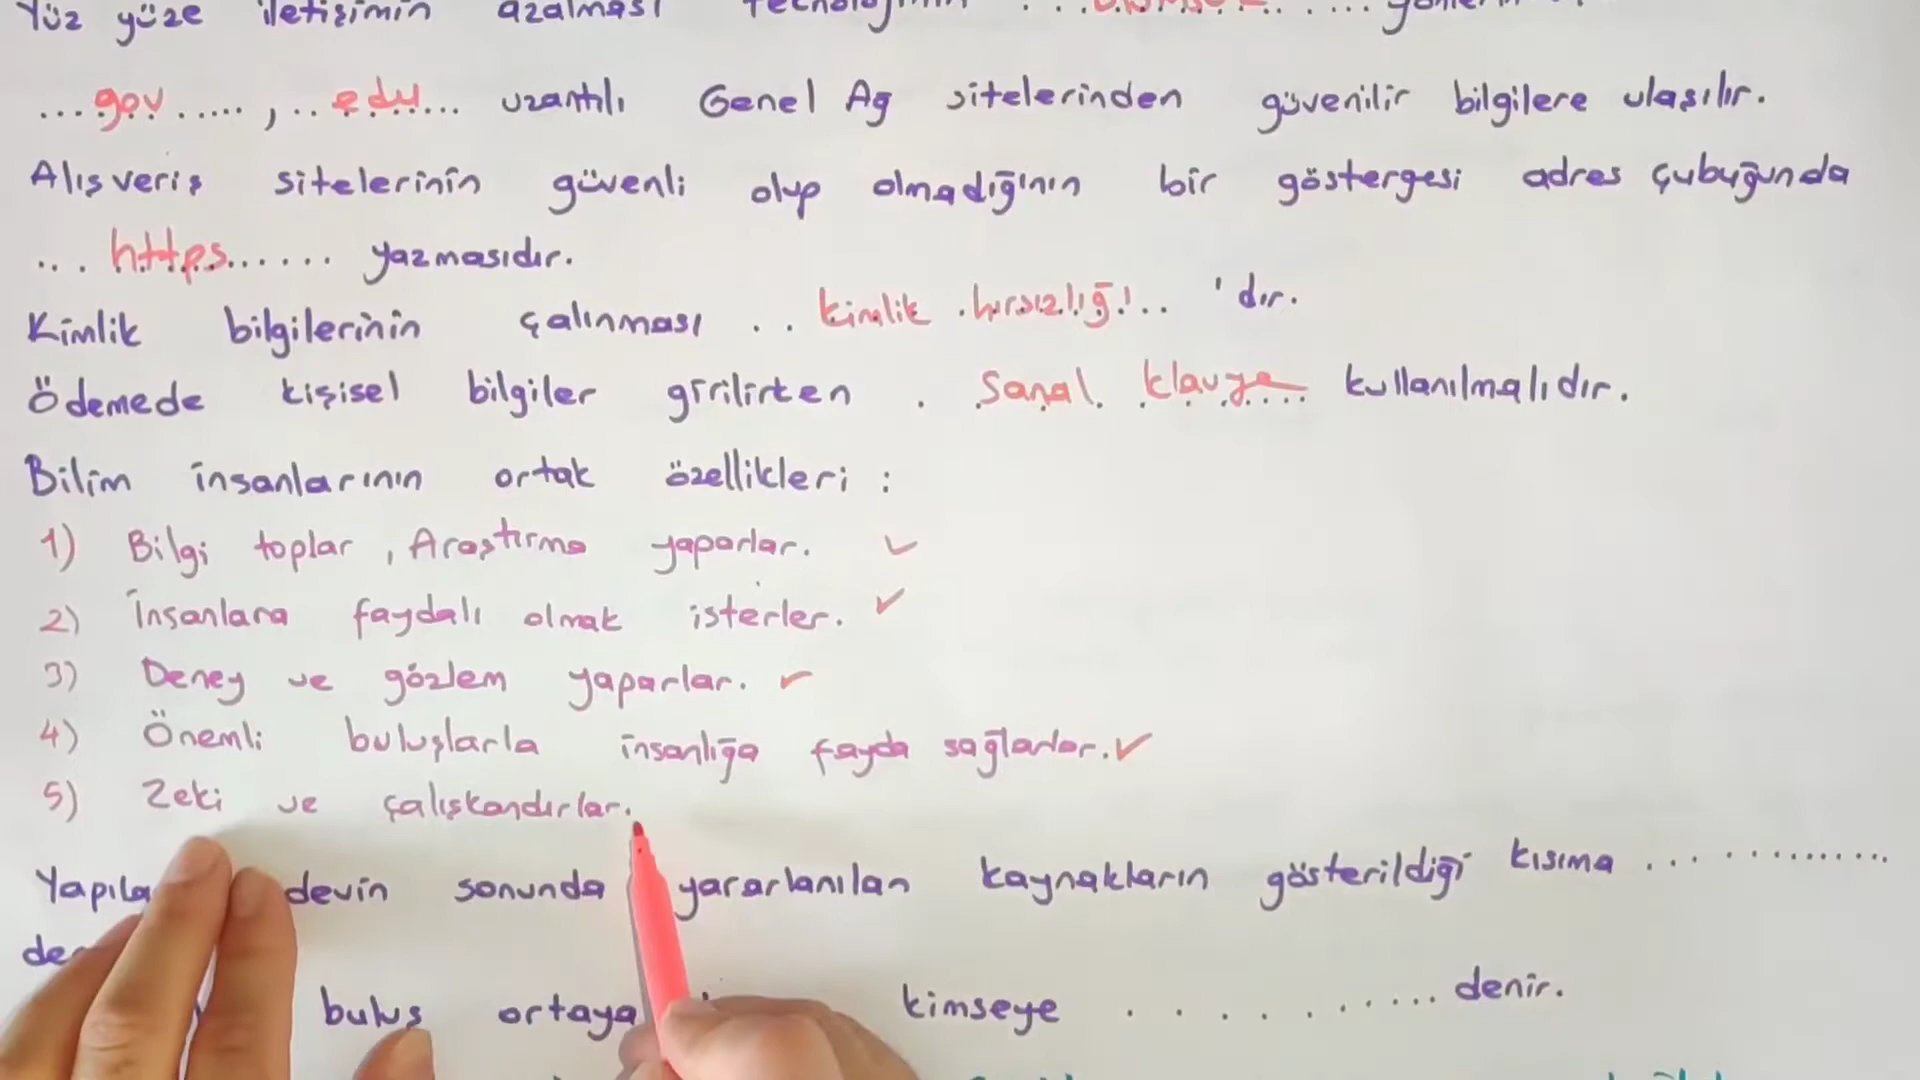 Yüz yüze iletişimin azalması
...gov....., ..edu... uzantılı Genel Ağ sitelerinden güvenilir bilgilere ulaşılır.
Alışveriş sitelerinin güvenli olup olmadığının bir göstergesi adres çubuğunda
...https...... yazmasıdır.
Kimlik bilgilerinin çalınması .. kimlik .hırsızlığı.. 'dır.
Ödemede kişisel bilgiler girilirken . Sanal klavye.... kullanılmalıdır.
Bilim insanlarının ortak özellikleri :
1) Bilgi toplar , Araştırma yaparlar. ✓
2) İnsanlara faydalı olmak isterler. ✓
3) Deney ve gözlem yaparlar. ✓
4) Önemli buluşlarla insanlığa fayda sağlarlar. ✓
5) Zeki ve çalışkandırlar.
sonunda yararlanılan kaynakların gösterildiği kısıma ..............
buluş ortaya kimseye ........... denir.